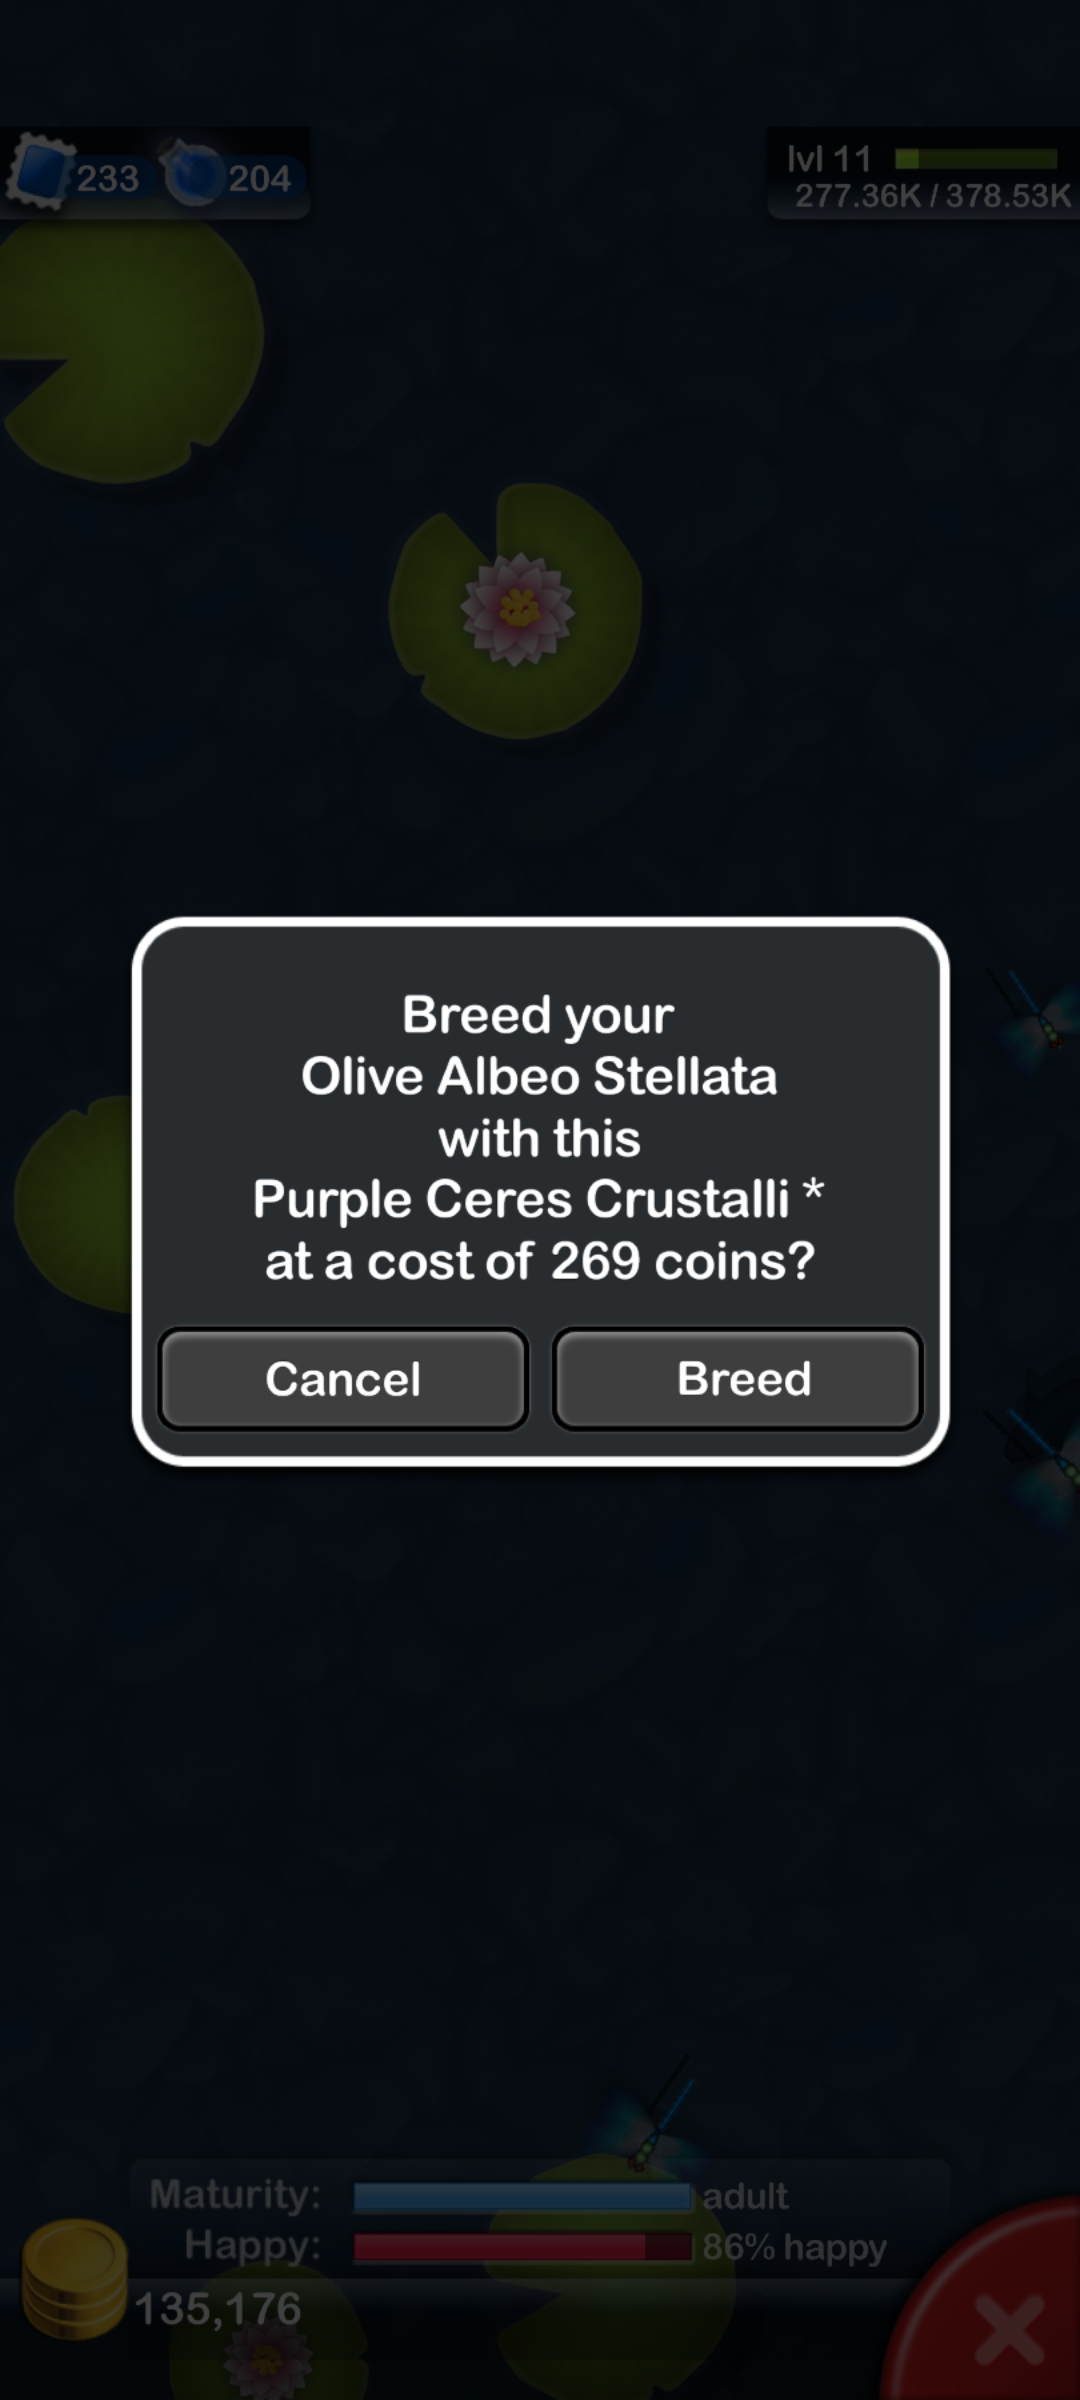 233 204
lvl 11
277.36K / 378.53K
Breed your
Olive Albeo Stellata
with this
Purple Ceres Crustalli *
at a cost of 269 coins?
Cancel Breed
Maturity: adult
Happy: 86% happy
135,176